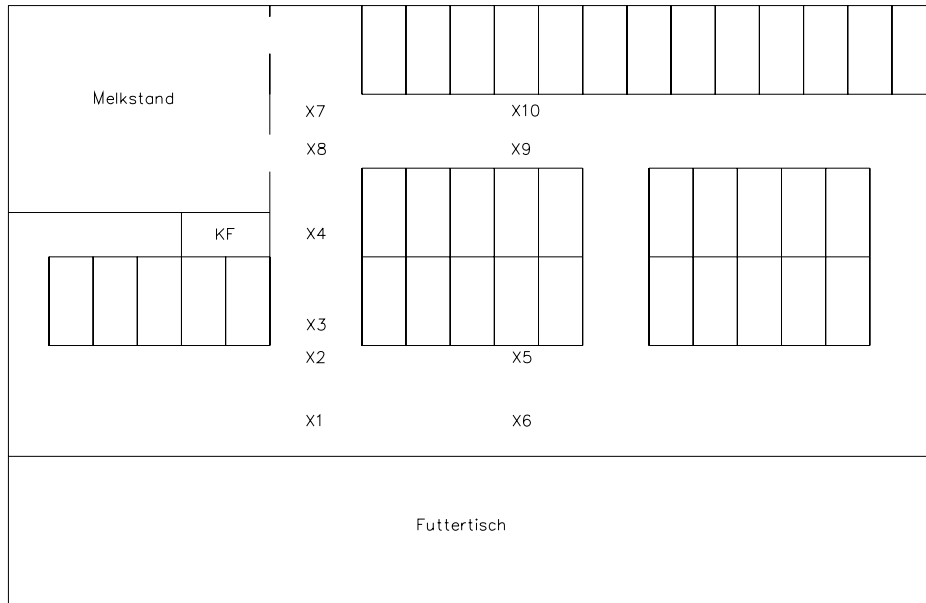 Melkstand
X7 X10
X8 X9
KF X4
X3
X2 X5
X1 X6
Futtertisch